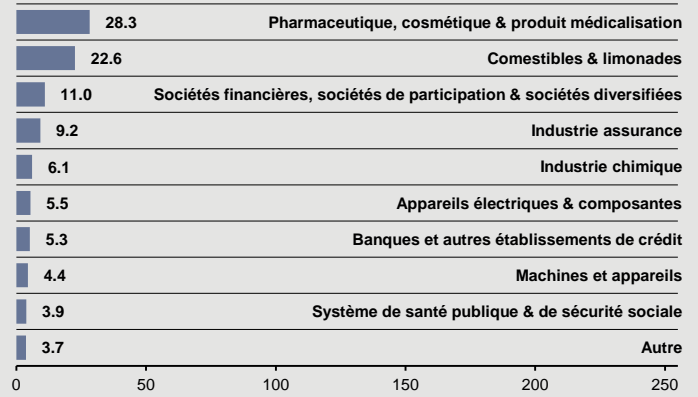 28.3 Pharmaceutique, cosmétique & produit médicalisation
22.6 Comestibles & limonades
11.0 Sociétés financières, sociétés de participation & sociétés diversifiées
9.2 Industrie assurance
6.1 Industrie chimique
5.5 Appareils électriques & composantes
5.3 Banques et autres établissements de crédit
4.4 Machines et appareils
3.9 Système de santé publique & de sécurité sociale
3.7 Autre
0 50 100 150 200 250